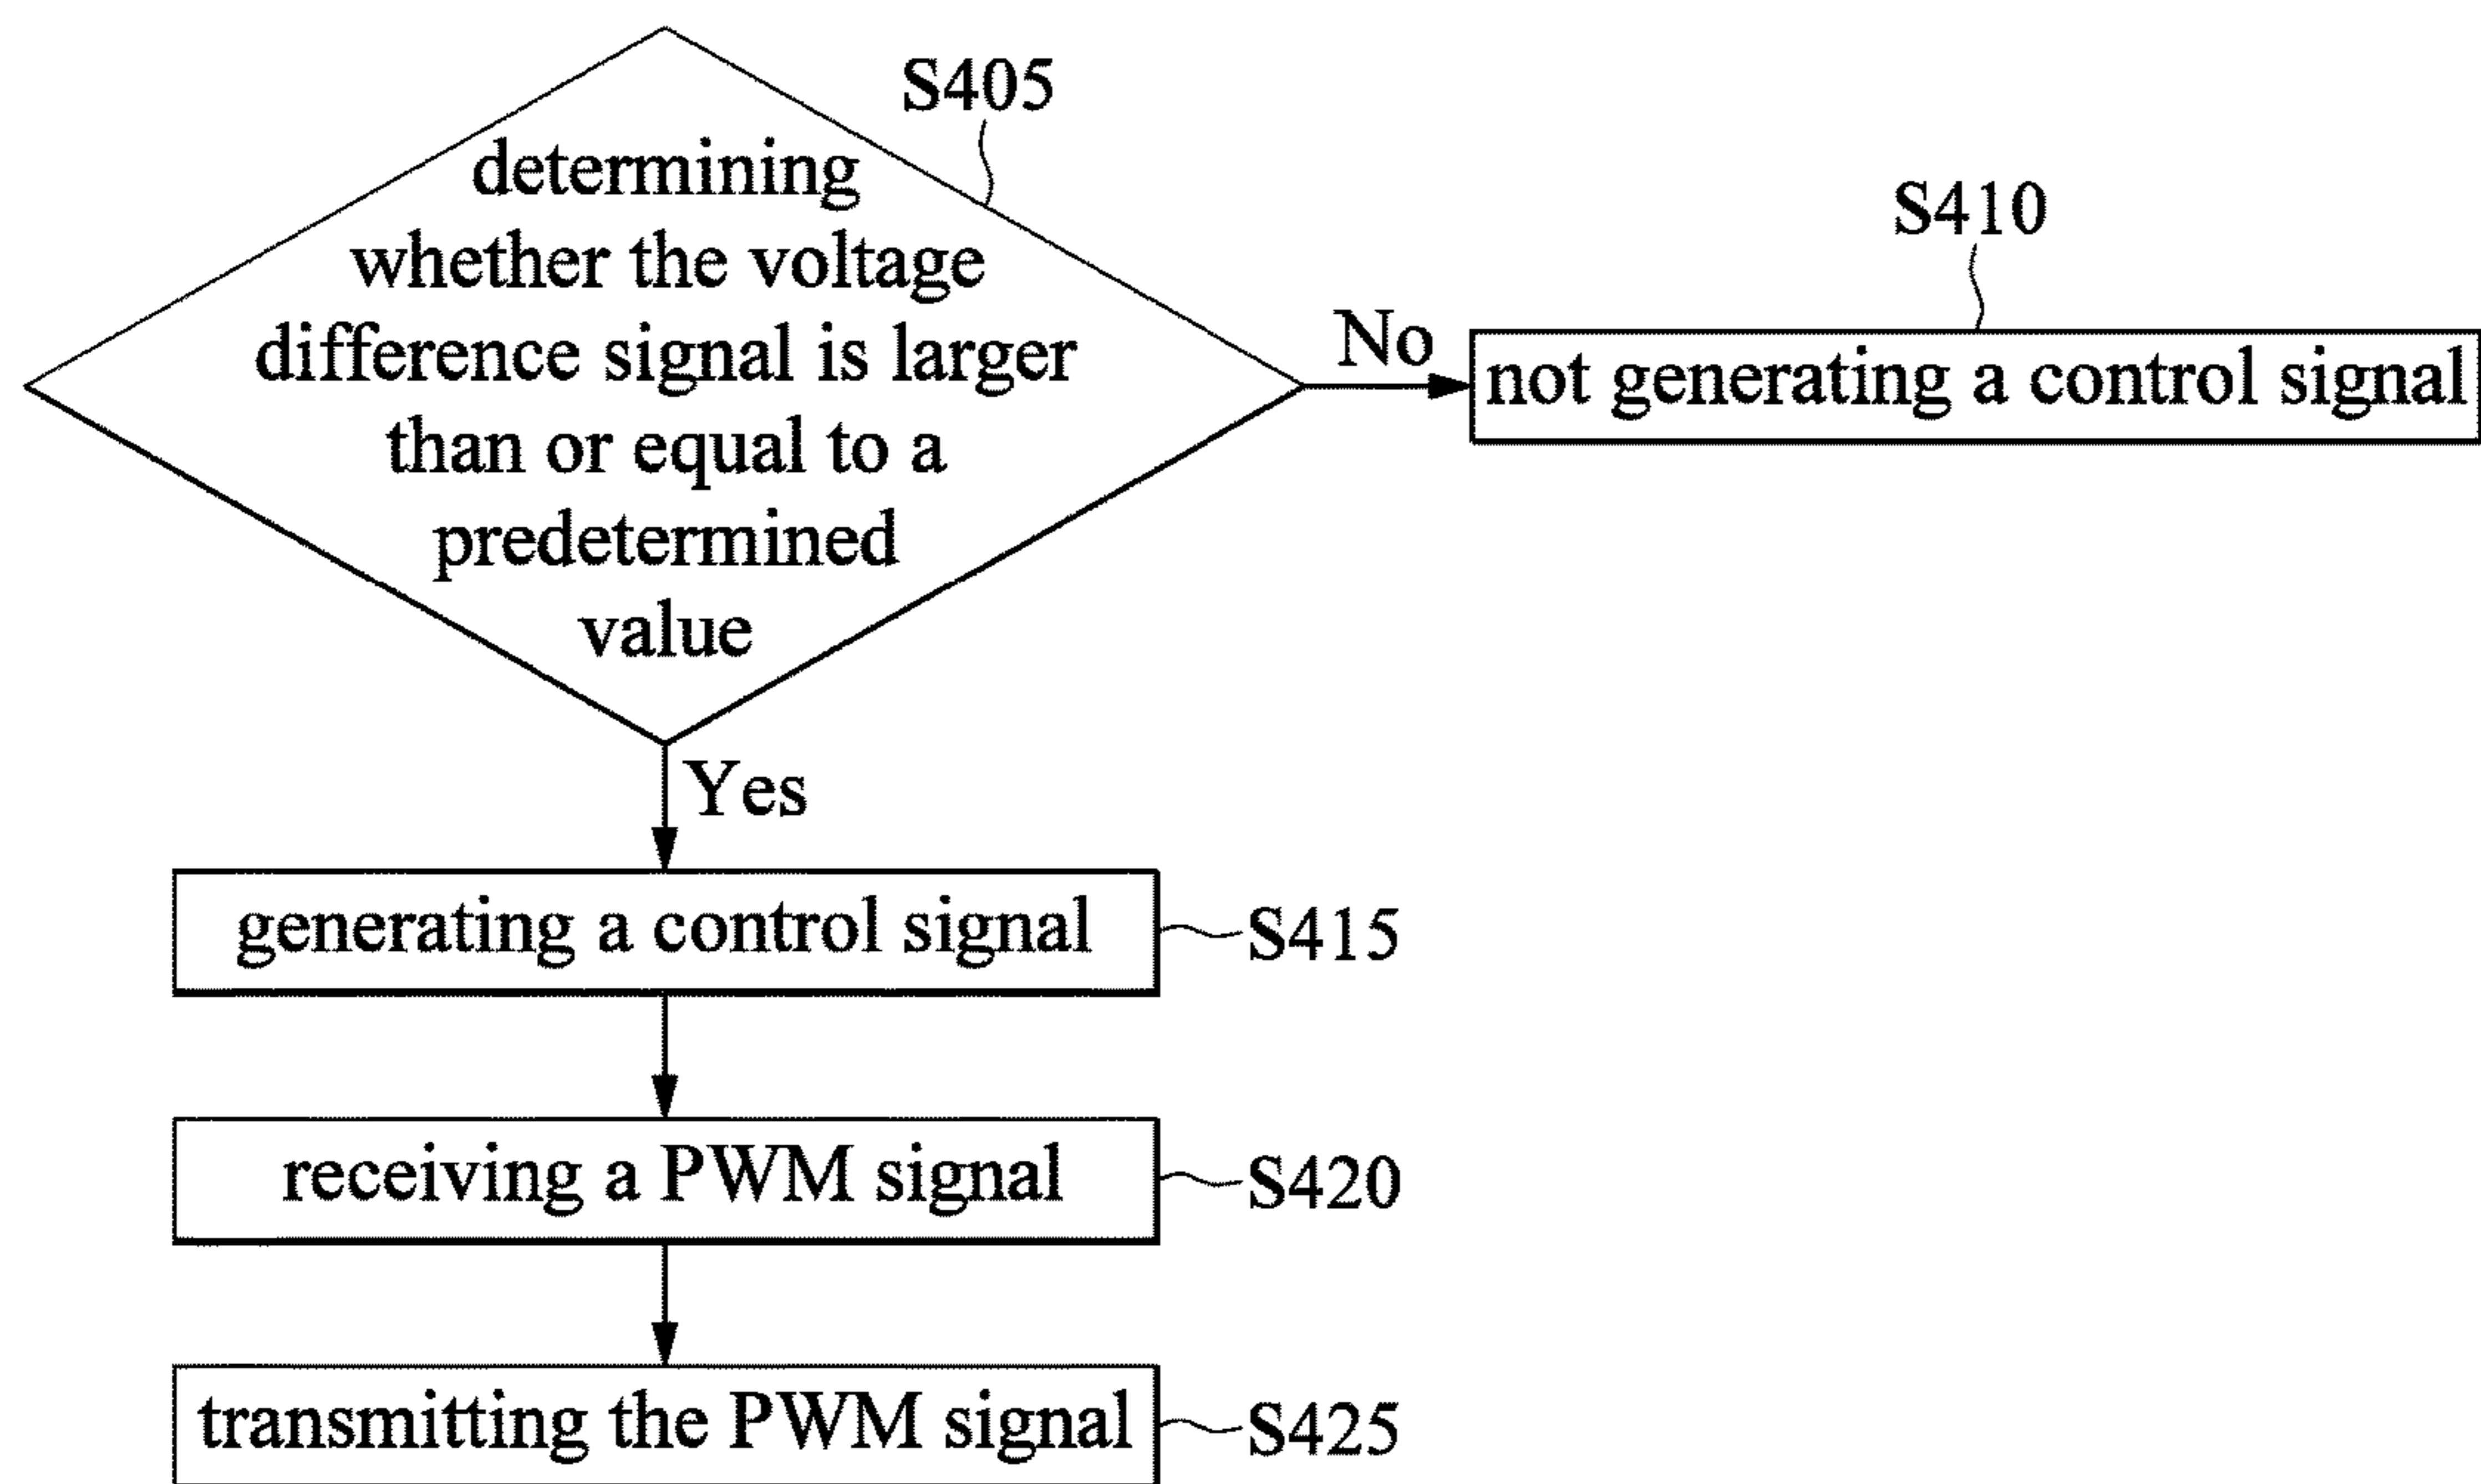 S405
determining
whether the voltage
difference signal is larger
than or equal to a
predetermined
value
No
S410
not generating a control signal
Yes
generating a control signal
S415
receiving a PWM signal
S420
transmitting the PWM signal
S425